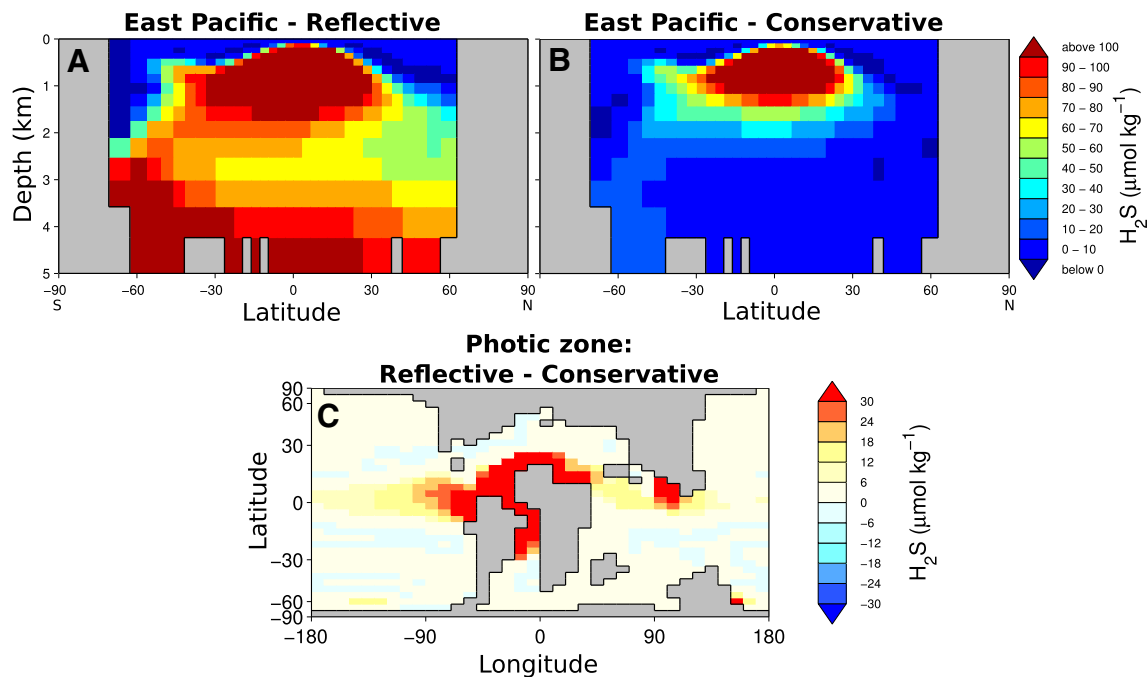 East Pacific - Reflective
East Pacific - Conservative
A
B
0
1
2
3
4
5
Depth (km)
−90
−60
−30
0
30
60
90
S
N
Latitude
−60
−30
0
30
60
90
N
Latitude
above 100
90 − 100
80 − 90
70 − 80
60 − 70
50 − 60
40 − 50
30 − 40
20 − 30
10 − 20
0 − 10
below 0
H₂S (μmol kg⁻¹)
Photic zone:
Reflective - Conservative
C
90
60
30
0
−30
−60
−90
Latitude
−180
−90
0
90
180
Longitude
30
24
18
12
6
0
−6
−12
−18
−24
−30
H₂S (μmol kg⁻¹)